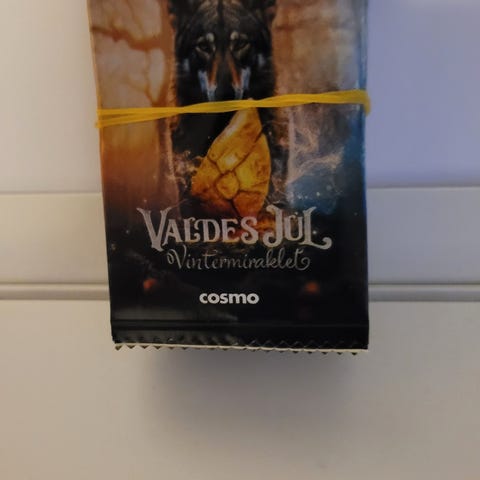 VALDES JUL
Vintermiraklet
COSMO